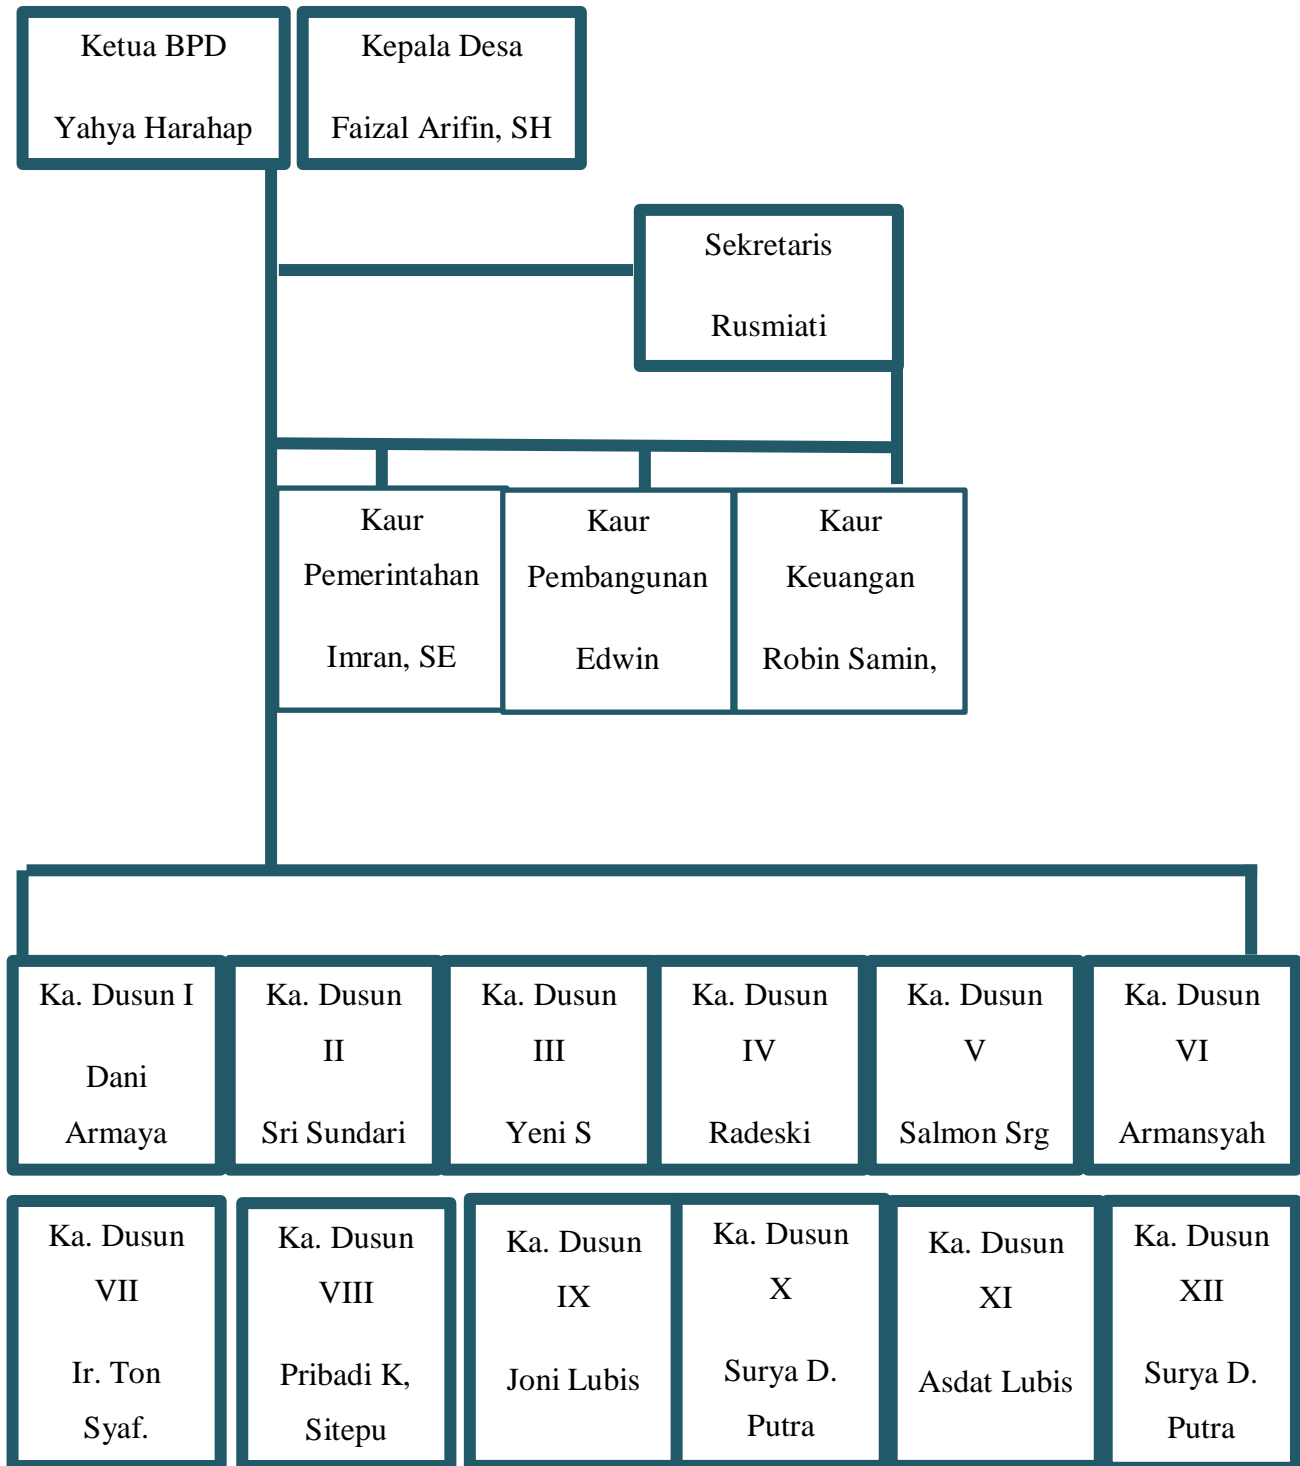 Ketua BPD
Yahya Harahap
Kepala Desa
Faizal Arifin, SH
Sekretaris
Rusmiati
Kaur
Pemerintahan
Imran, SE
Kaur
Pembangunan
Edwin
Kaur
Keuangan
Robin Samin,
Ka. Dusun I
Dani
Armaya
Ka. Dusun
II
Sri Sundari
Ka. Dusun
III
Yeni S
Ka. Dusun
IV
Radeski
Ka. Dusun
V
Salmon Srg
Ka. Dusun
VI
Armansyah
Ka. Dusun
VII
Ir. Ton
Syaf.
Ka. Dusun
VIII
Pribadi K,
Sitepu
Ka. Dusun
IX
Joni Lubis
Ka. Dusun
X
Surya D.
Putra
Ka. Dusun
XI
Asdat Lubis
Ka. Dusun
XII
Surya D.
Putra